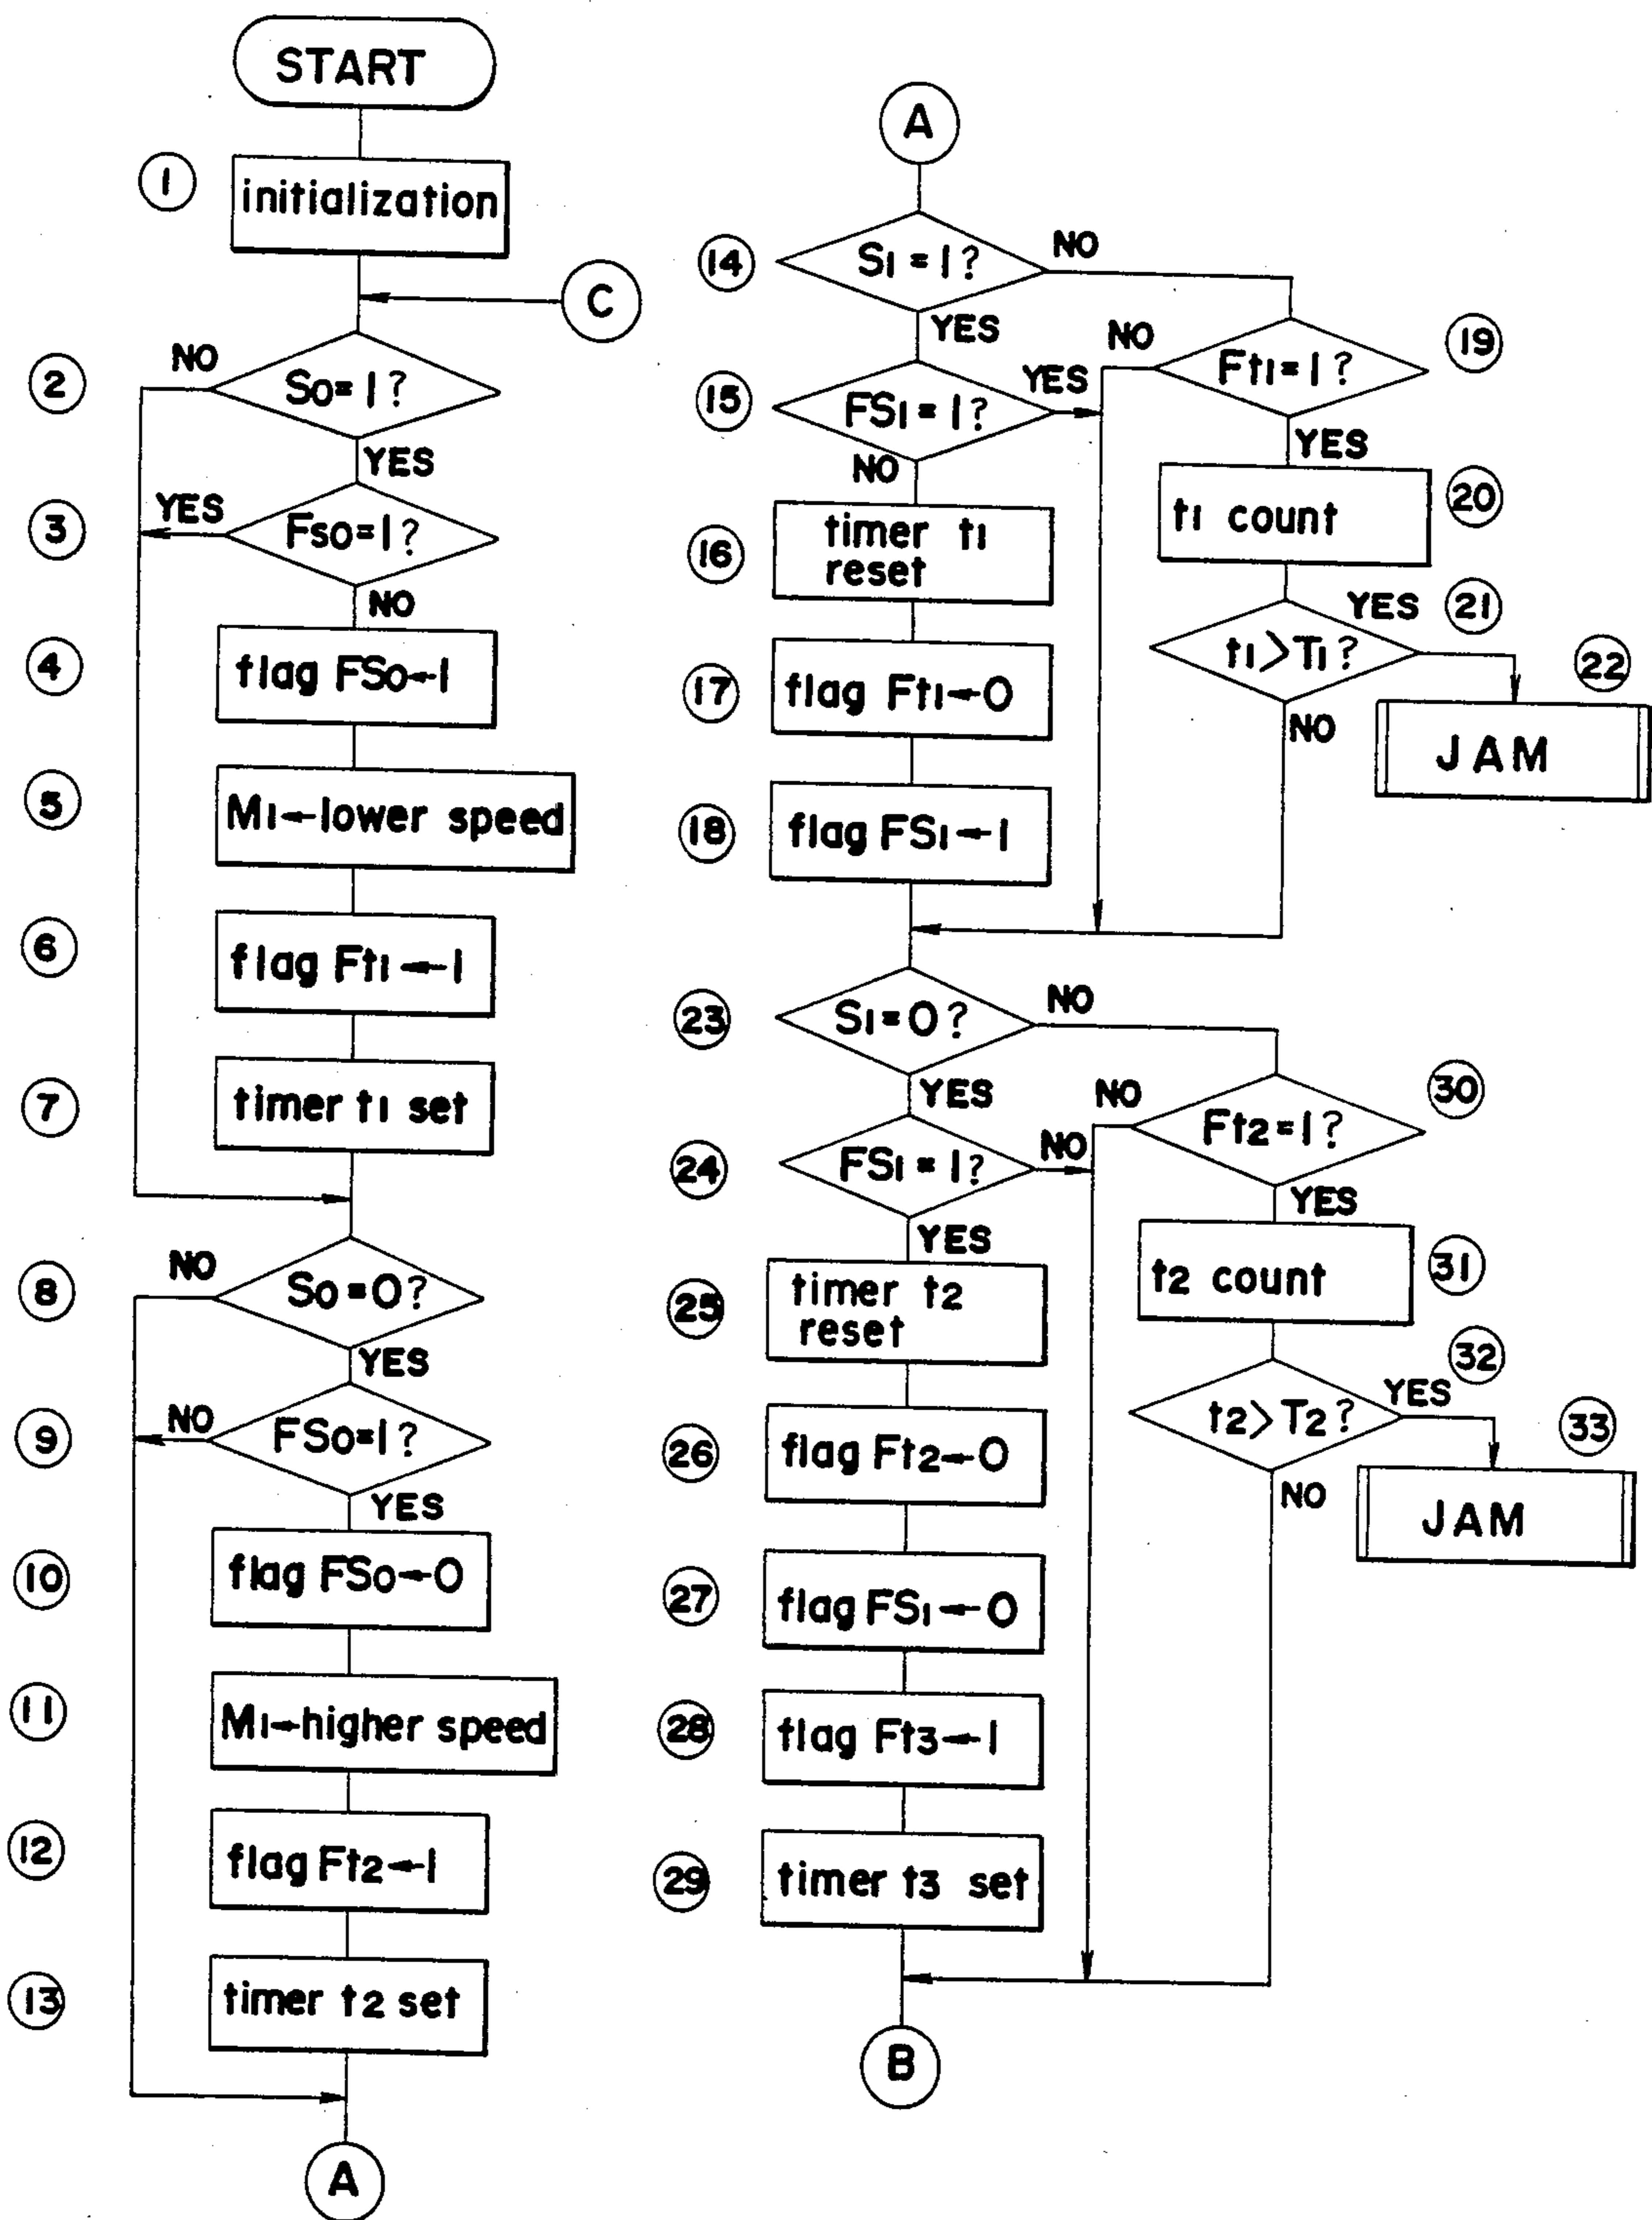 START
1
initialization
C
2
NO
So=1?
YES
3
YES
Fso=1?
NO
4
flag FSo←1
5
M1←lower speed
6
flag Ft1←1
7
timer t1 set
8
NO
So=0?
YES
9
NO
FSo=1?
YES
10
flag FSo←0
11
M1←higher speed
12
flag Ft2←1
13
timer t2 set
A
A
14
S1=1?
NO
YES
15
FS1=1?
YES
NO
16
timer t1
reset
17
flag Ft1←0
18
flag FS1←1
NO
Ft1=1?
19
YES
t1 count
20
t1>T1?
YES
21
NO
22
JAM
23
S1=0?
NO
YES
24
FS1=1?
NO
YES
25
timer t2
reset
26
flag Ft2←0
27
flag FS1←0
28
flag Ft3←1
29
timer t3 set
NO
Ft2=1?
30
YES
t2 count
31
t2>T2?
YES
32
NO
33
JAM
B